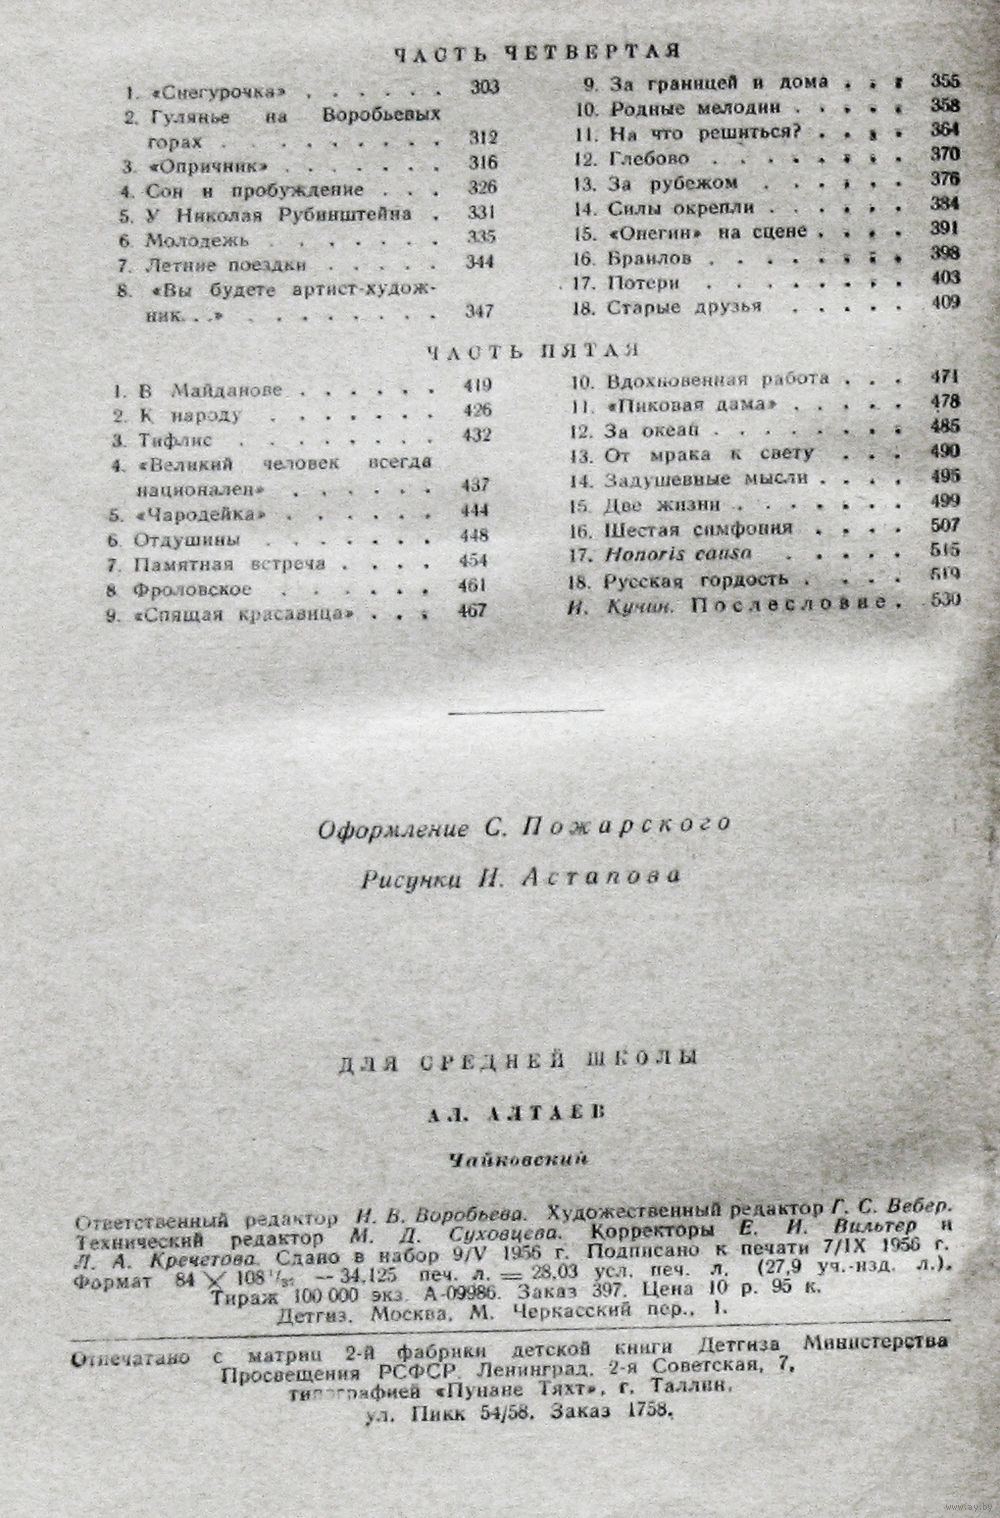 ЧАСТЬ ЧЕТВЕРТАЯ
1. «Снегурочка» . . . . . . 303
2. Гулянье на Воробьевых
горах . . . . . . . . . 312
3. «Опричник» . . . . . . . 316
4. Сон и пробуждение . . . 326
5. У Николая Рубинштейна . 331
6. Молодежь . . . . . . . 335
7. Летние поездки . . . . . 344
8. «Вы будете артист-худож-
ник. . .» . . . . . . . . 347
9. За границей и дома . . . 355
10. Родные мелодии . . . . . 358
11. На что решиться? . . . . 364
12. Глебово . . . . . . . . 370
13. За рубежом . . . . . . 376
14. Силы окрепли . . . . . . 384
15. «Онегин» на сцене . . . . 391
16. Браилов . . . . . . . . 398
17. Потери . . . . . . . . 403
18. Старые друзья . . . . . 409
ЧАСТЬ ПЯТАЯ
1. В Майданове . . . . . . 419
2. К народу . . . . . . . 426
3. Тифлис . . . . . . . . 432
4. «Великий человек всегда
национален» . . . . . . 437
5. «Чародейка» . . . . . . 444
6. Отдушины . . . . . . . 448
7. Памятная встреча . . . . 454
8. Фроловское . . . . . . 461
9. «Спящая красавица» . . . 467
10. Вдохновенная работа . . . 471
11. «Пиковая дама» . . . . . 478
12. За океан . . . . . . . . 485
13. От мрака к свету . . . 490
14. Задушевные мысли . . . . 495
15. Две жизни . . . . . . . 499
16. Шестая симфония . . . . 507
17. Honoris causa . . . . . 515
18. Русская гордость . . . . 519
И. Кучин. Послесловие . 530
Оформление С. Пожарского
Рисунки И. Астапова
ДЛЯ СРЕДНЕЙ ШКОЛЫ
АЛ. АЛТАЕВ
Чайковский
Ответственный редактор Н. В. Воробьева. Художественный редактор Г. С. Вебер.
Технический редактор М. Д. Суховцева. Корректоры Е. И. Вильтер и
Л. А. Кречетова. Сдано в набор 9/V 1956 г. Подписано к печати 7/IX 1956 г.
Формат 84 × 108 1/32 — 34,125 печ. л. = 28,03 усл. печ. л. (27,9 уч.-изд. л.).
Тираж 100 000 экз. А-09986. Заказ 397. Цена 10 р. 95 к.
Детгиз. Москва, М. Черкасский пер., 1.
Отпечатано с матриц 2-й фабрики детской книги Детгиза Министерства
Просвещения РСФСР. Ленинград. 2-я Советская, 7,
типографией «Пунане Тяхт», г. Таллин,
ул. Пикк 54/58. Заказ 1758.
www.ay.by